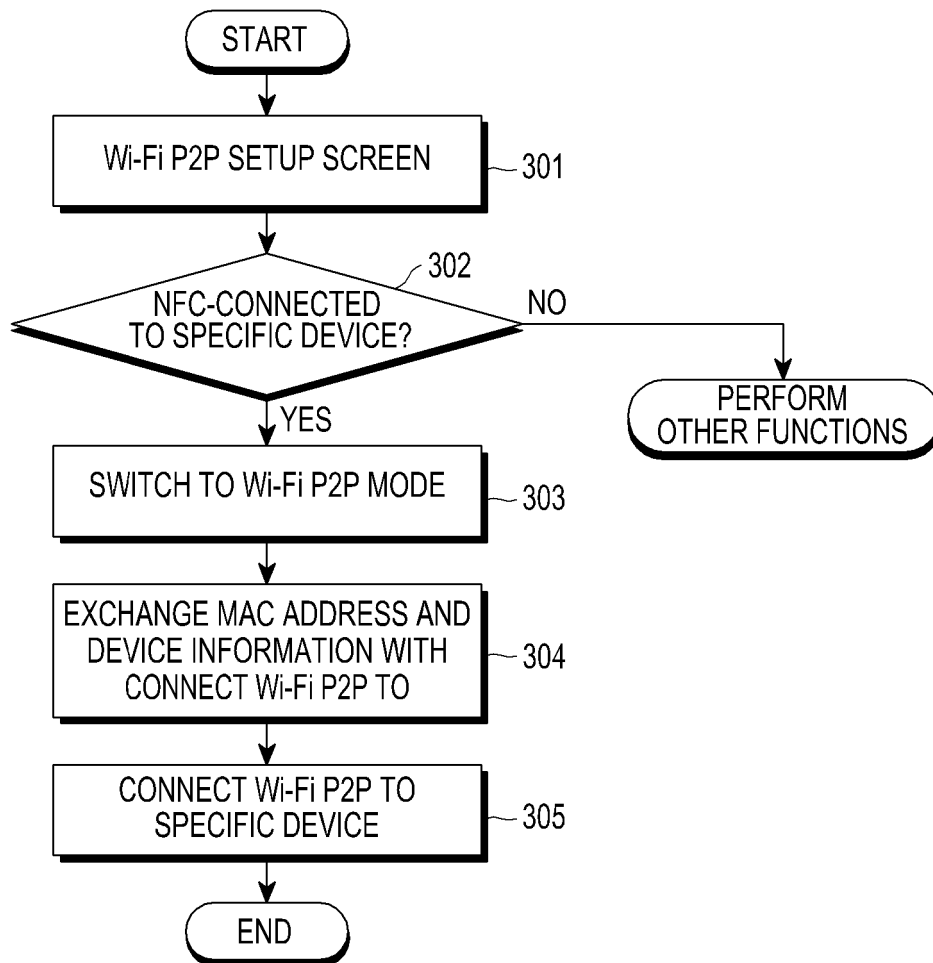 START
Wi-Fi P2P SETUP SCREEN
301
302
NFC-CONNECTED
TO SPECIFIC DEVICE?
NO
YES
PERFORM
OTHER FUNCTIONS
SWITCH TO Wi-Fi P2P MODE
303
EXCHANGE MAC ADDRESS AND
DEVICE INFORMATION WITH
CONNECT Wi-Fi P2P TO
304
CONNECT Wi-Fi P2P TO
SPECIFIC DEVICE
305
END